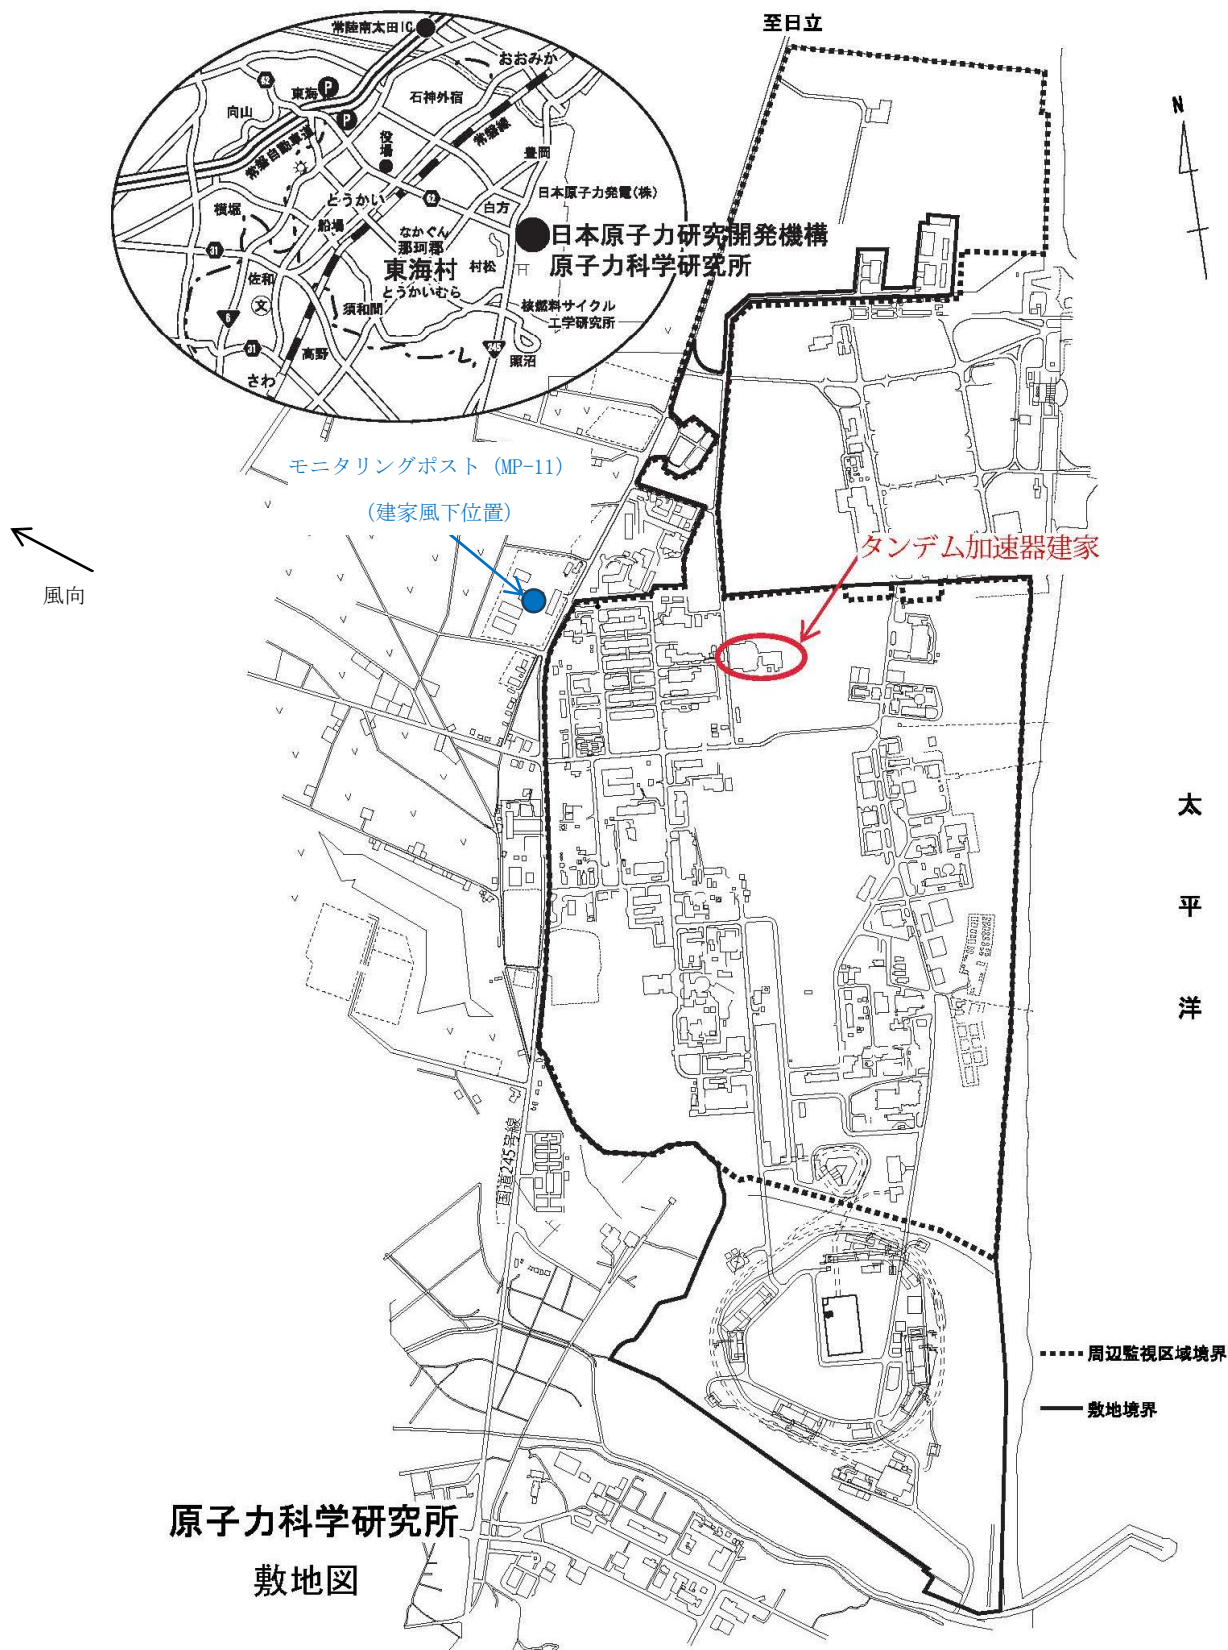 至日立
N
常陸南太田IC
おおみか
62
東海
P
石神外宿
向山
P
常磐線
役場
常磐自動車道
豊岡
日本原子力発電(株)
62
横堀
とうかい
白方
船場
なかぐん
那珂郡
日本原子力研究開発機構
原子力科学研究所
31
東海村
村松
佐和
とうかいむら
文
須和間
核燃料サイクル
工学研究所
6
31
高野
245
照沼
さわ
モニタリングポスト (MP-11)
(建家風下位置)
タンデム加速器建家
風向
太
平
洋
国道245号線
周辺監視区域境界
敷地境界
原子力科学研究所
敷地図